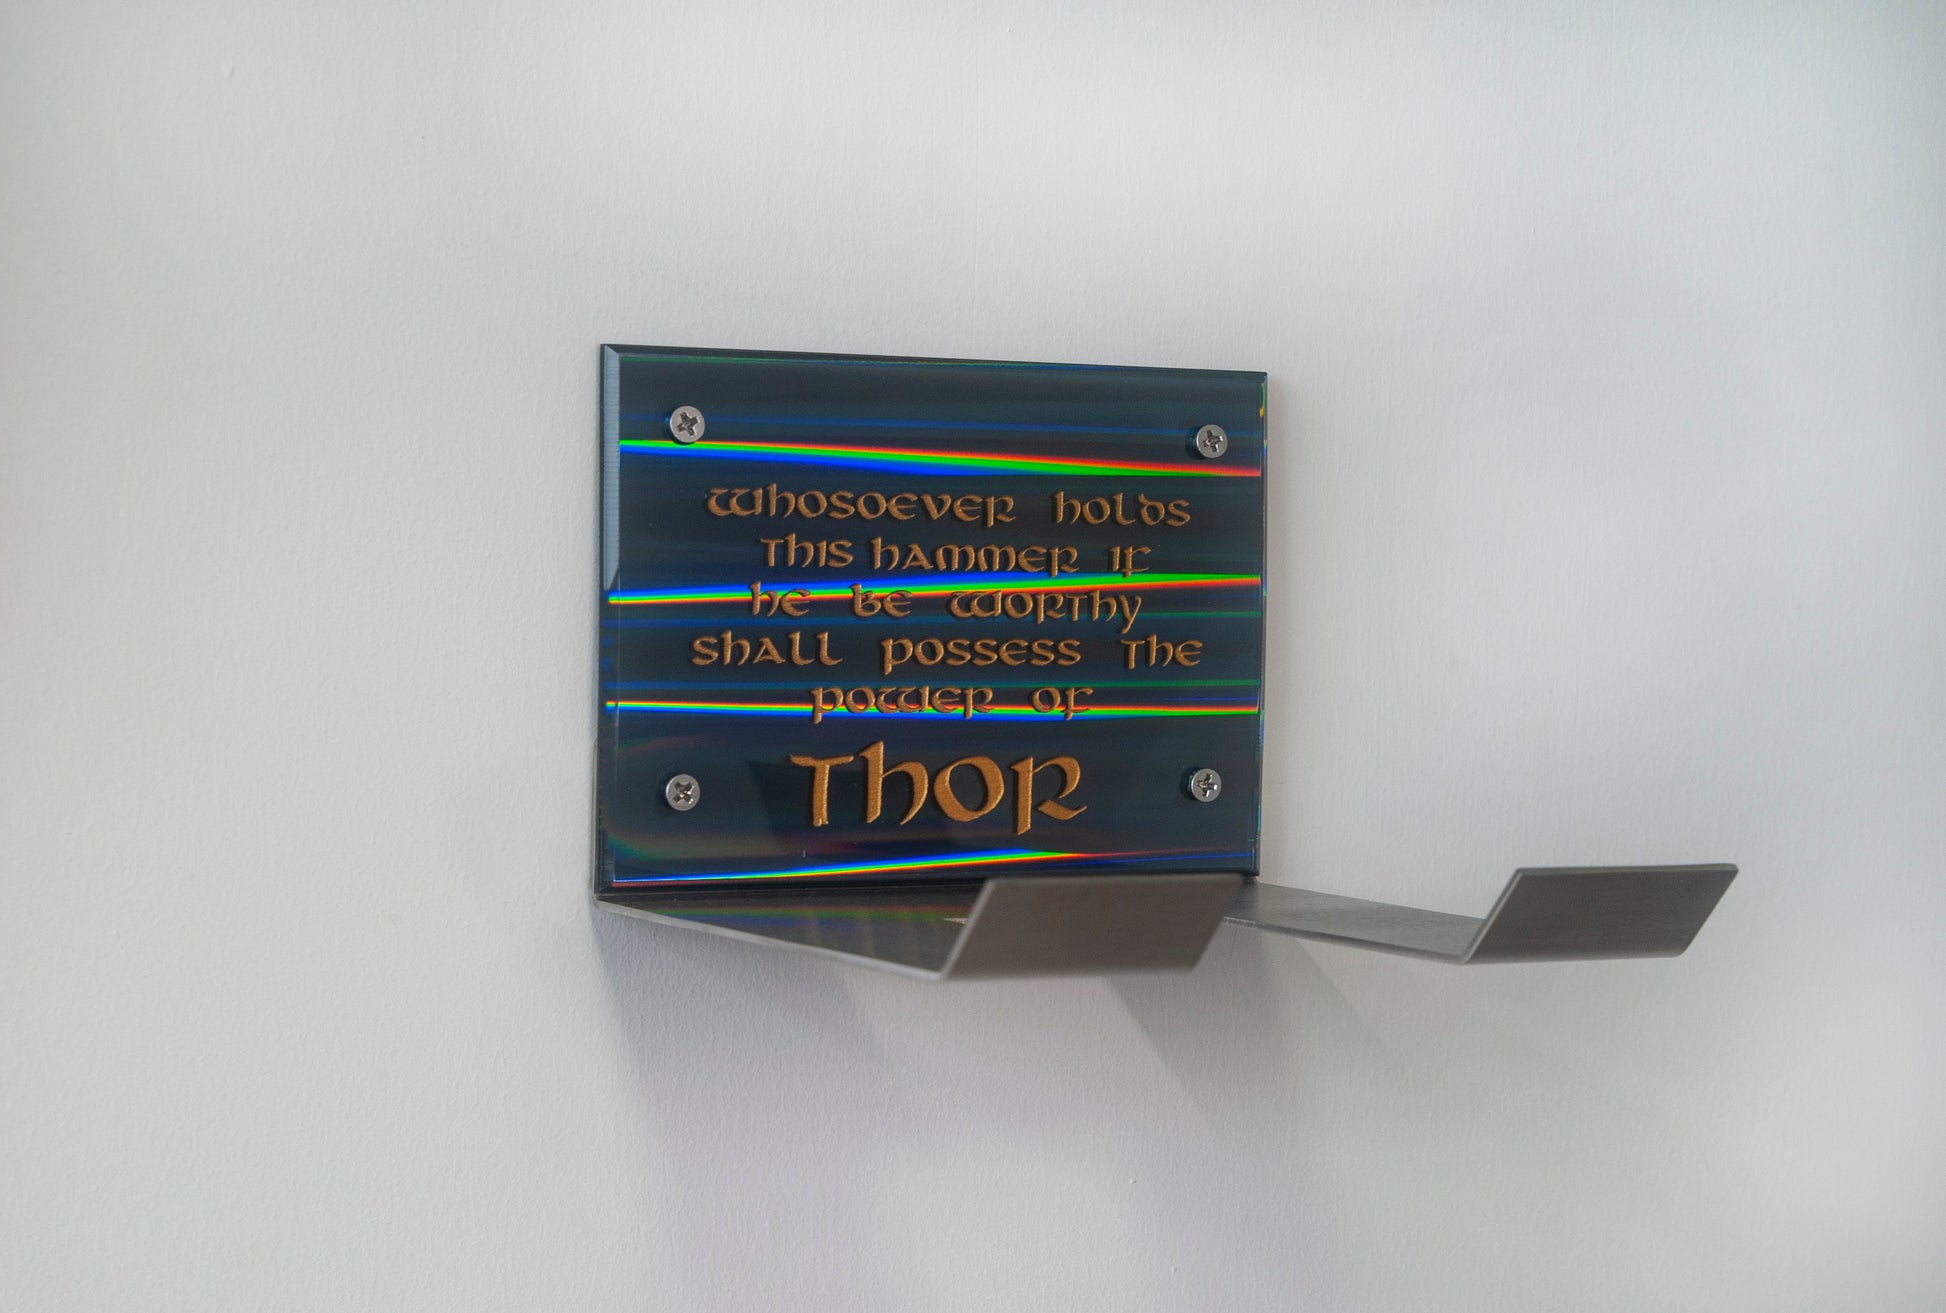 Whosoever holds
This hammer if
he be worthy
shall possess The
power of
Thor